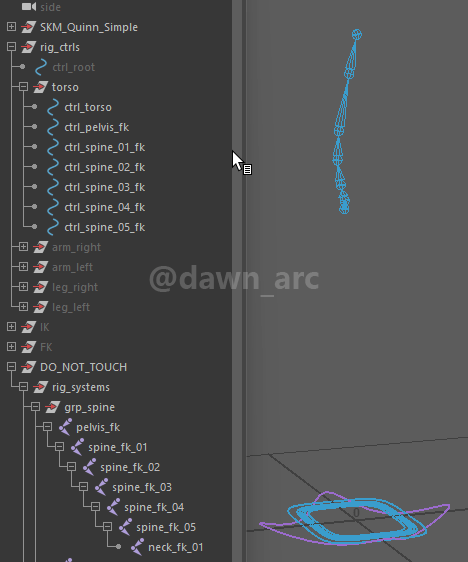 side
SKM_Quinn_Simple
rig_ctrls
ctrl_root
torso
ctrl_torso
ctrl_pelvis_fk
ctrl_spine_01_fk
ctrl_spine_02_fk
ctrl_spine_03_fk
ctrl_spine_04_fk
ctrl_spine_05_fk
arm_right
arm_left
@dawn_arc
leg_right
leg_left
IK
FK
DO_NOT_TOUCH
rig_systems
grp_spine
pelvis_fk
spine_fk_01
spine_fk_02
spine_fk_03
spine_fk_04
spine_fk_05
neck_fk_01